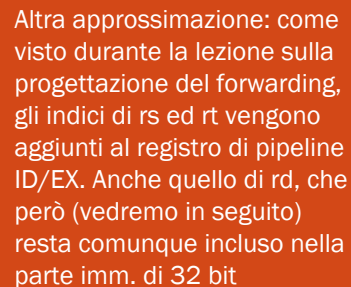 Altra approssimazione: come
visto durante la lezione sulla
progettazione del forwarding,
gli indici di rs ed rt vengono
aggiunti al registro di pipeline
ID/EX. Anche quello di rd, che
però (vedremo in seguito)
resta comunque incluso nella
parte imm. di 32 bit